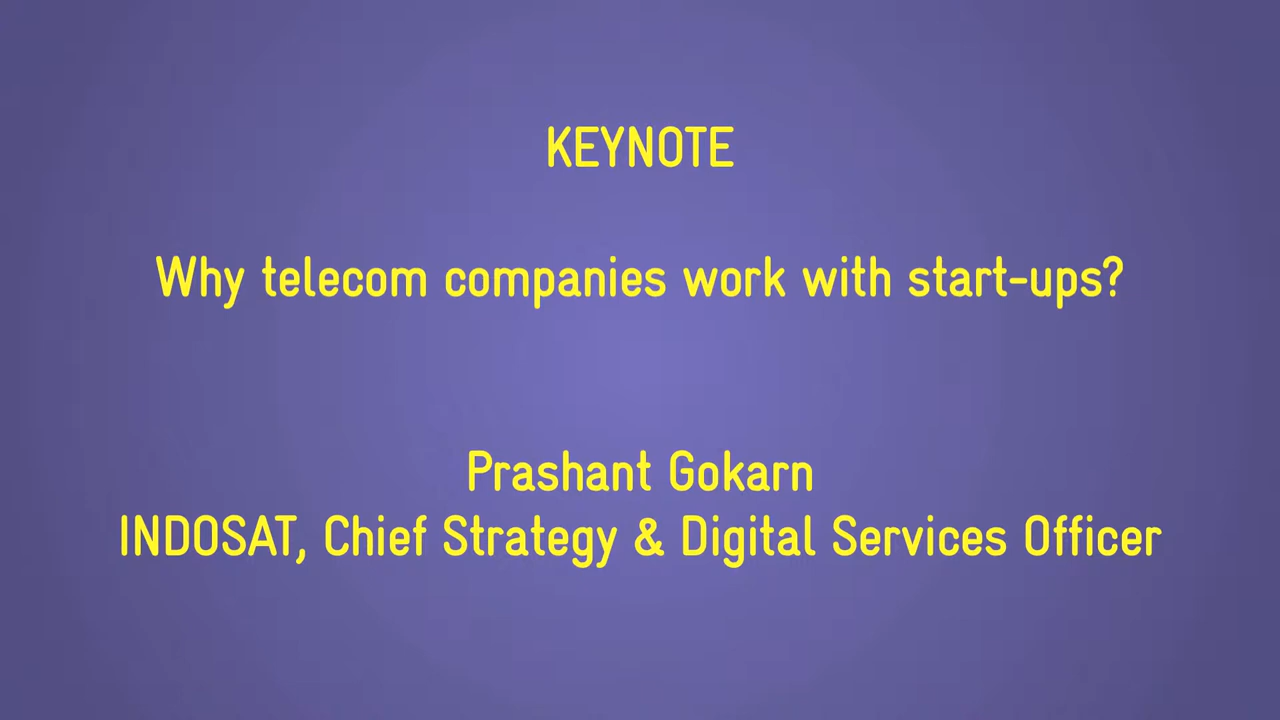 KEYNOTE
Why telecom companies work with start-ups?
Prashant Gokarn
INDOSAT, Chief Strategy & Digital Services Officer